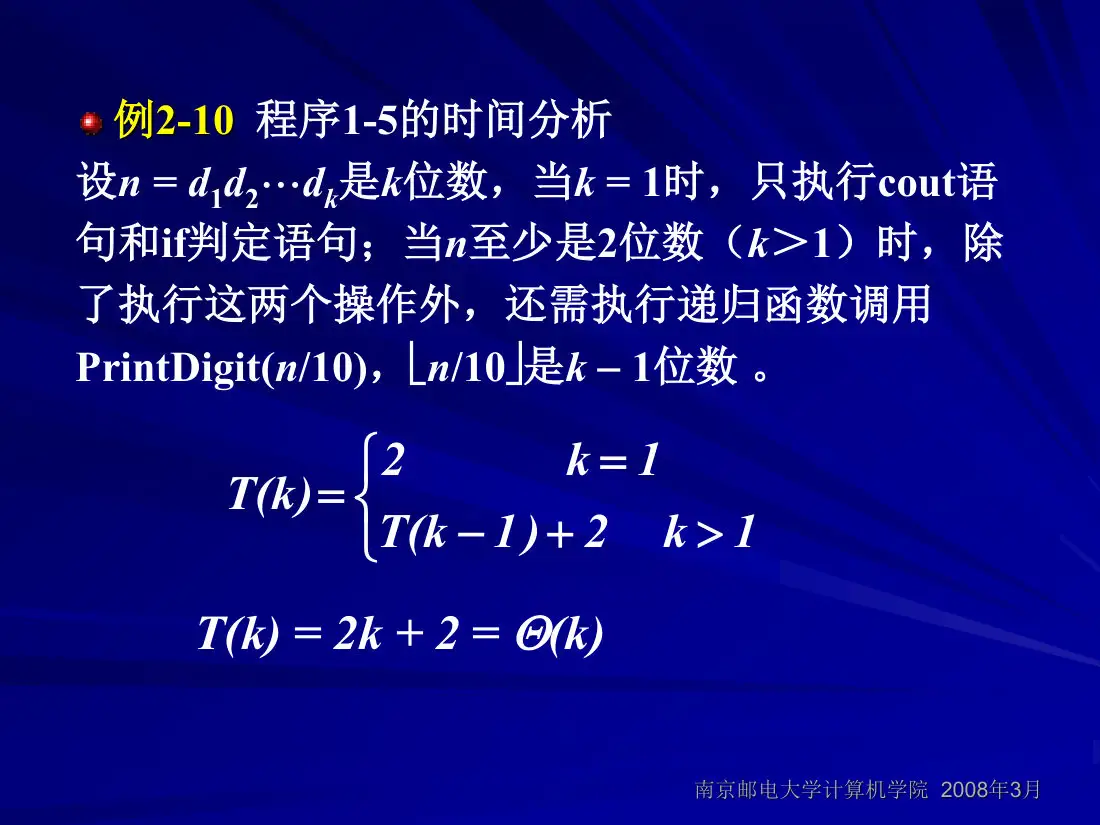 例2-10 程序1-5的时间分析
设n = d₁d₂⋯dₖ是k位数，当k = 1时，只执行cout语
句和if判定语句；当n至少是2位数（k＞1）时，除
了执行这两个操作外，还需执行递归函数调用
PrintDigit(n/10)，⌊n/10⌋是k – 1位数 。
2 k = 1
T(k) = {
T(k − 1) + 2 k > 1
T(k) = 2k + 2 = Θ(k)
南京邮电大学计算机学院 2008年3月